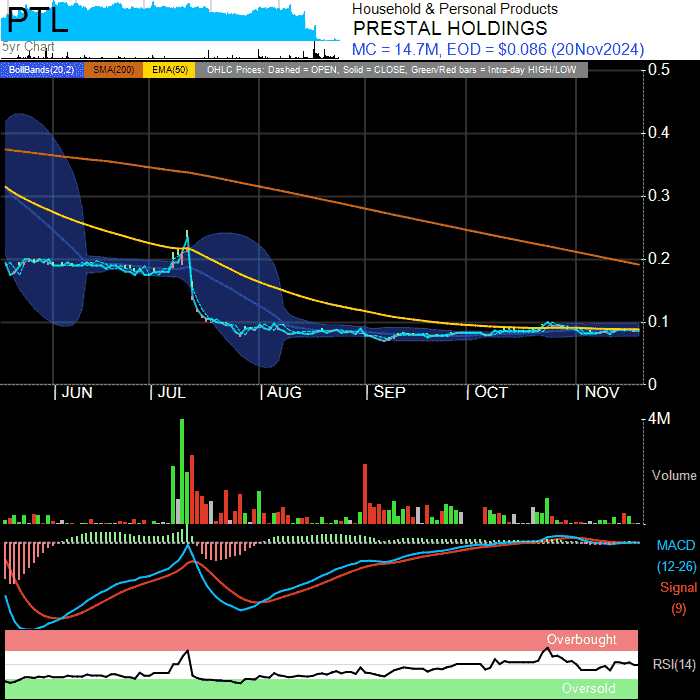 PTL
5yr Chart
Household & Personal Products
PRESTAL HOLDINGS
MC = 14.7M, EOD = $0.086 (20Nov2024)
BollBands(20,2) SMA(200) EMA(50) OHLC Prices: Dashed = OPEN, Solid = CLOSE, Green/Red bars = Intra-day HIGH/LOW
0.5
0.4
0.3
0.2
0.1
0
JUN JUL AUG SEP OCT NOV
4M
Volume
MACD
(12-26)
Signal
(9)
Overbought
RSI(14)
Oversold